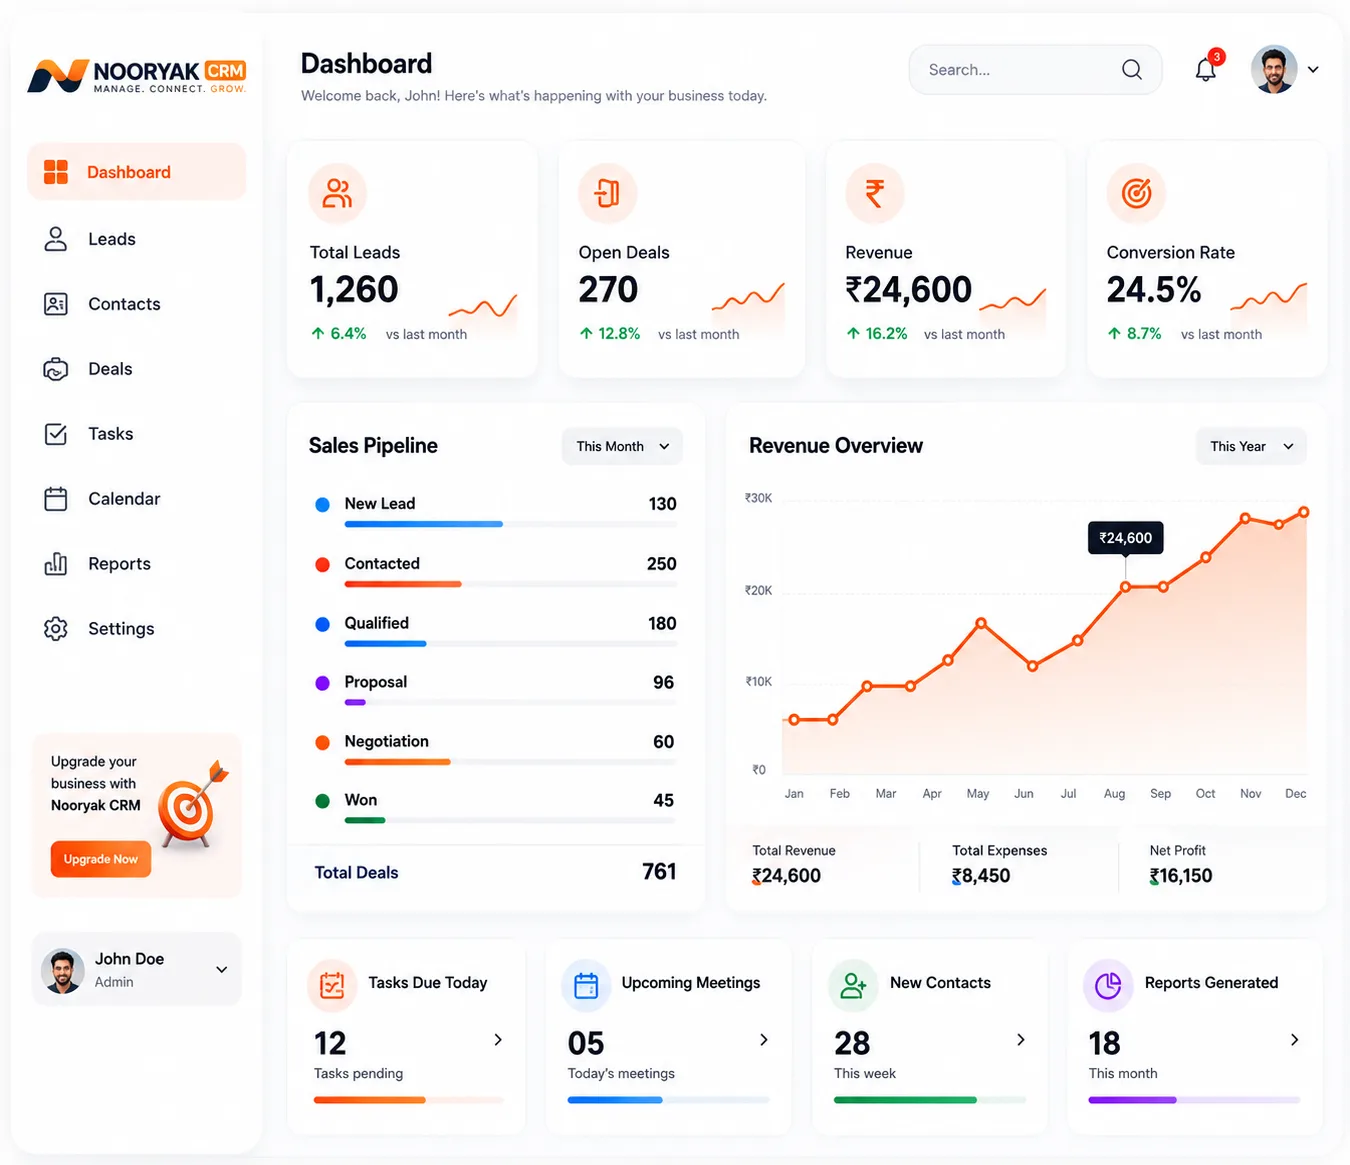 NOORYAK CRM
MANAGE. CONNECT. GROW.
Dashboard
Leads
Contacts
Deals
Tasks
Calendar
Reports
Settings
Upgrade your
business with
Nooryak CRM
Upgrade Now
John Doe
Admin
Dashboard
Welcome back, John! Here's what's happening with your business today.
Search...
3
Total Leads
1,260
↑ 6.4% vs last month
Open Deals
270
↑ 12.8% vs last month
₹
Revenue
₹24,600
↑ 16.2% vs last month
Conversion Rate
24.5%
↑ 8.7% vs last month
Sales Pipeline
This Month
New Lead 130
Contacted 250
Qualified 180
Proposal 96
Negotiation 60
Won 45
Total Deals 761
Revenue Overview
This Year
₹30K
₹20K
₹10K
₹0
₹24,600
Jan Feb Mar Apr May Jun Jul Aug Sep Oct Nov Dec
Total Revenue
₹24,600
Total Expenses
₹8,450
Net Profit
₹16,150
Tasks Due Today
12
Tasks pending
Upcoming Meetings
05
Today's meetings
New Contacts
28
This week
Reports Generated
18
This month